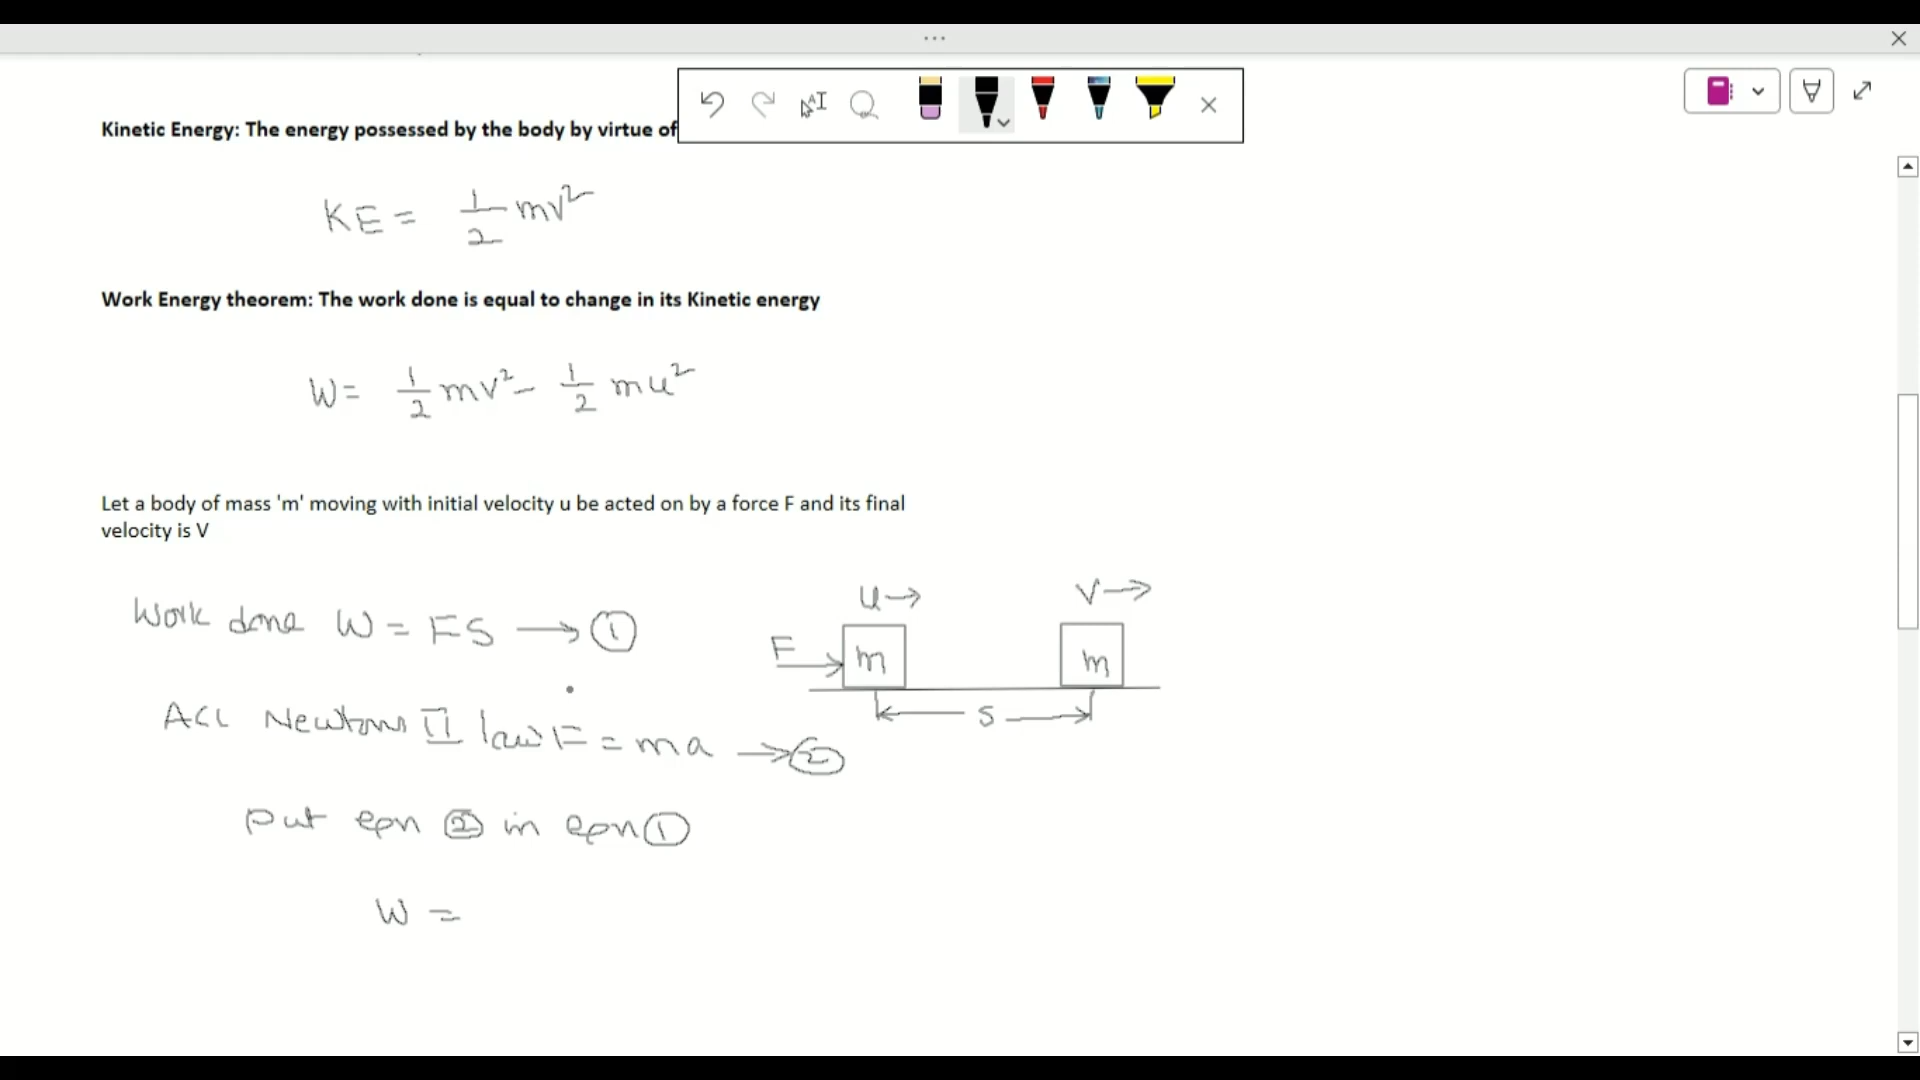 Kinetic Energy: The energy possessed by the body by virtue of
KE = 1/2 mv²
Work Energy theorem: The work done is equal to change in its Kinetic energy
W = 1/2 mv² - 1/2 mu²
Let a body of mass 'm' moving with initial velocity u be acted on by a force F and its final
velocity is V
u→ V→
Work done W = FS → ①
F m m
S
ACC Newtons II law F = ma → ②
Put eqn ② in eqn ①
W =